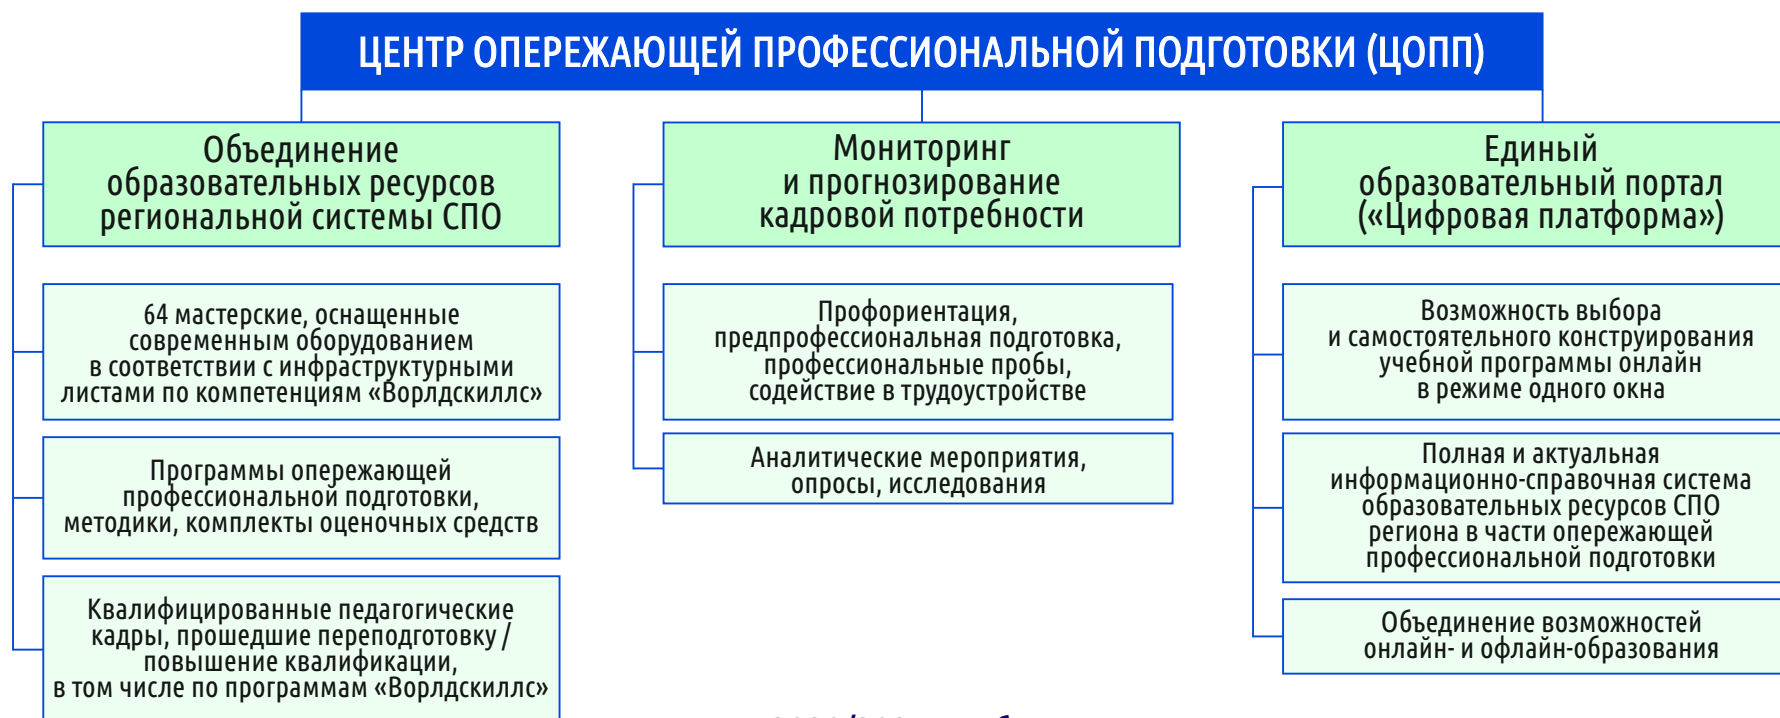 ЦЕНТР ОПЕРЕЖАЮЩЕЙ ПРОФЕССИОНАЛЬНОЙ ПОДГОТОВКИ (ЦОПП)
Объединение
образовательных ресурсов
региональной системы СПО
64 мастерские, оснащенные
современным оборудованием
в соответствии с инфраструктурными
листами по компетенциям «Ворлдскиллс»
Программы опережающей
профессиональной подготовки,
методики, комплекты оценочных средств
Квалифицированные педагогические
кадры, прошедшие переподготовку /
повышение квалификации,
в том числе по программам «Ворлдскиллс»
Мониторинг
и прогнозирование
кадровой потребности
Профориентация,
предпрофессиональная подготовка,
профессиональные пробы,
содействие в трудоустройстве
Аналитические мероприятия,
опросы, исследования
Единый
образовательный портал
(«Цифровая платформа»)
Возможность выбора
и самостоятельного конструирования
учебной программы онлайн
в режиме одного окна
Полная и актуальная
информационно-справочная система
образовательных ресурсов СПО
региона в части опережающей
профессиональной подготовки
Объединение возможностей
онлайн- и офлайн-образования